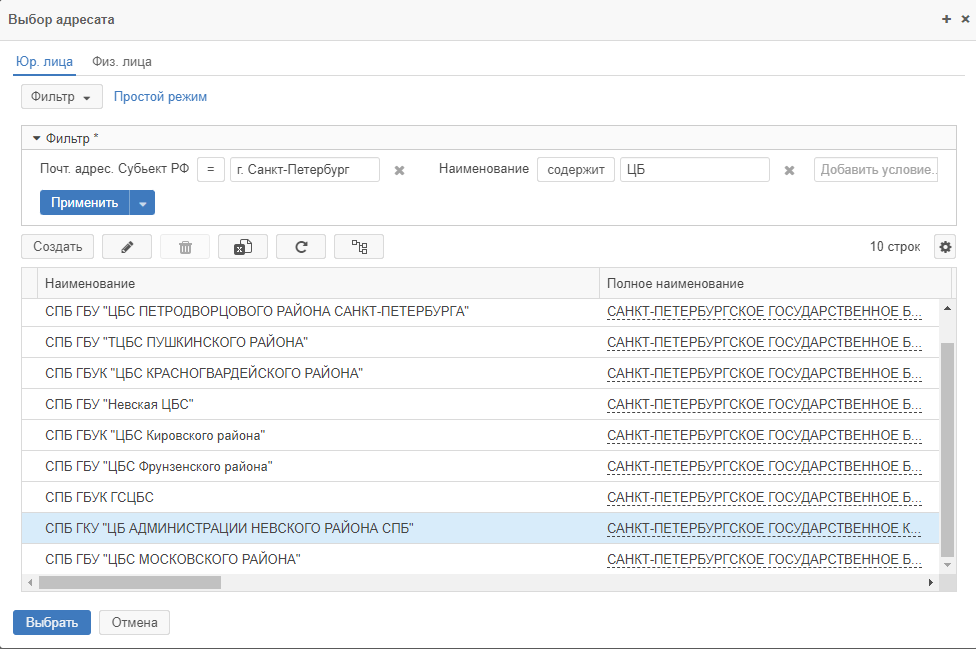 Выбор адресата
Юр. лица Физ. лица
Фильтр Простой режим
Фильтр *
Почт. адрес. Субьект РФ = г. Санкт-Петербург Наименование содержит ЦБ Добавить условие..
Применить
Создать 10 строк
Наименование Полное наименование
СПБ ГБУ "ЦБС ПЕТРОДВОРЦОВОГО РАЙОНА САНКТ-ПЕТЕРБУРГА" САНКТ-ПЕТЕРБУРГСКОЕ ГОСУДАРСТВЕННОЕ Б...
СПБ ГБУ "ТЦБС ПУШКИНСКОГО РАЙОНА" САНКТ-ПЕТЕРБУРГСКОЕ ГОСУДАРСТВЕННОЕ Б...
СПБ ГБУК "ЦБС КРАСНОГВАРДЕЙСКОГО РАЙОНА" САНКТ-ПЕТЕРБУРГСКОЕ ГОСУДАРСТВЕННОЕ Б...
СПБ ГБУ "Невская ЦБС" САНКТ-ПЕТЕРБУРГСКОЕ ГОСУДАРСТВЕННОЕ Б...
СПБ ГБУК "ЦБС Кировского района" САНКТ-ПЕТЕРБУРГСКОЕ ГОСУДАРСТВЕННОЕ Б...
СПБ ГБУ "ЦБС Фрунзенского района" САНКТ-ПЕТЕРБУРГСКОЕ ГОСУДАРСТВЕННОЕ Б...
СПБ ГБУК ГСЦБС САНКТ-ПЕТЕРБУРГСКОЕ ГОСУДАРСТВЕННОЕ Б...
СПБ ГКУ "ЦБ АДМИНИСТРАЦИИ НЕВСКОГО РАЙОНА СПБ" САНКТ-ПЕТЕРБУРГСКОЕ ГОСУДАРСТВЕННОЕ К...
СПБ ГБУ "ЦБС МОСКОВСКОГО РАЙОНА" САНКТ-ПЕТЕРБУРГСКОЕ ГОСУДАРСТВЕННОЕ Б...
Выбрать Отмена